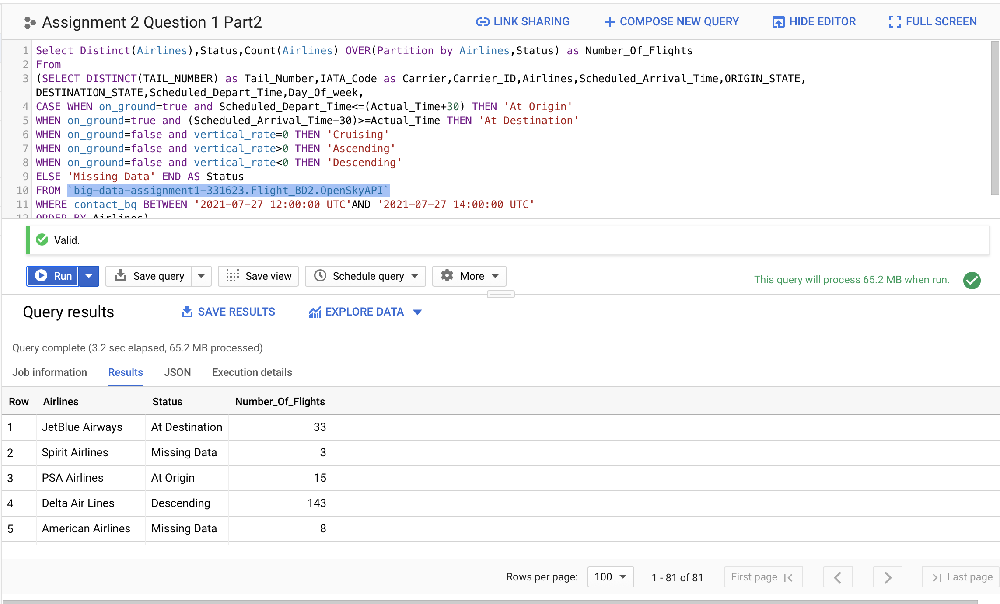 Assignment 2 Question 1 Part2 LINK SHARING COMPOSE NEW QUERY HIDE EDITOR FULL SCREEN
1 Select Distinct(Airlines),Status,Count(Airlines) OVER(Partition by Airlines,Status) as Number_Of_Flights
2 From
3 (SELECT DISTINCT(TAIL_NUMBER) as Tail_Number,IATA_Code as Carrier,Carrier_ID,Airlines,Scheduled_Arrival_Time,ORIGIN_STATE,
DESTINATION_STATE,Scheduled_Depart_Time,Day_Of_week,
4 CASE WHEN on_ground=true and Scheduled_Depart_Time<=(Actual_Time+30) THEN 'At Origin'
5 WHEN on_ground=true and (Scheduled_Arrival_Time-30)>=Actual_Time THEN 'At Destination'
6 WHEN on_ground=false and vertical_rate=0 THEN 'Cruising'
7 WHEN on_ground=false and vertical_rate>0 THEN 'Ascending'
8 WHEN on_ground=false and vertical_rate<0 THEN 'Descending'
9 ELSE 'Missing Data' END AS Status
10 FROM `big-data-assignment1-331623.Flight_BD2.OpenSkyAPI`
11 WHERE contact_bq BETWEEN '2021-07-27 12:00:00 UTC'AND '2021-07-27 14:00:00 UTC'
12 ORDER BY Airlines)
Valid.
Run Save query Save view Schedule query More This query will process 65.2 MB when run.
Query results SAVE RESULTS EXPLORE DATA
Query complete (3.2 sec elapsed, 65.2 MB processed)
Job information Results JSON Execution details
Row Airlines Status Number_Of_Flights
1 JetBlue Airways At Destination 33
2 Spirit Airlines Missing Data 3
3 PSA Airlines At Origin 15
4 Delta Air Lines Descending 143
5 American Airlines Missing Data 8
Rows per page: 100 1 - 81 of 81 First page Last page